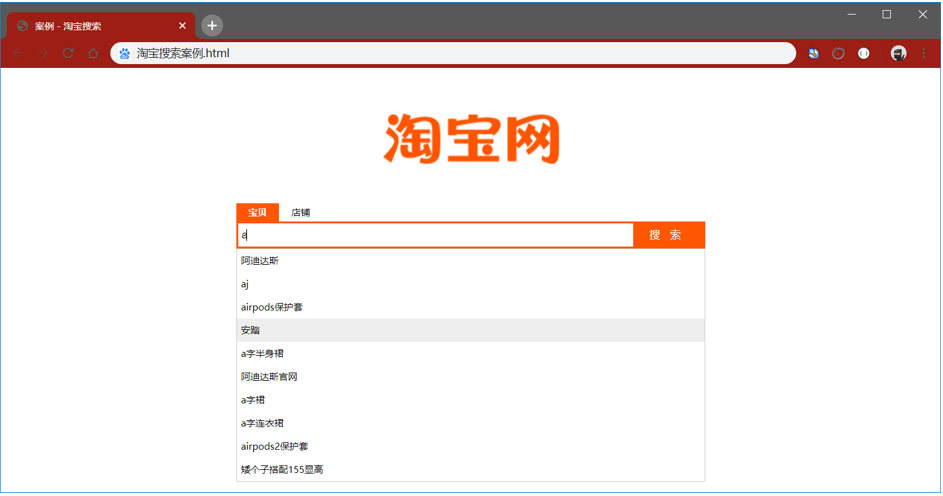 案例 - 淘宝搜索
淘宝搜索案例.html
淘宝网
宝贝 店铺
a 搜 索
阿迪达斯
aj
airpods保护套
安踏
a字半身裙
阿迪达斯官网
a字裙
a字连衣裙
airpods2保护套
矮个子搭配155显高